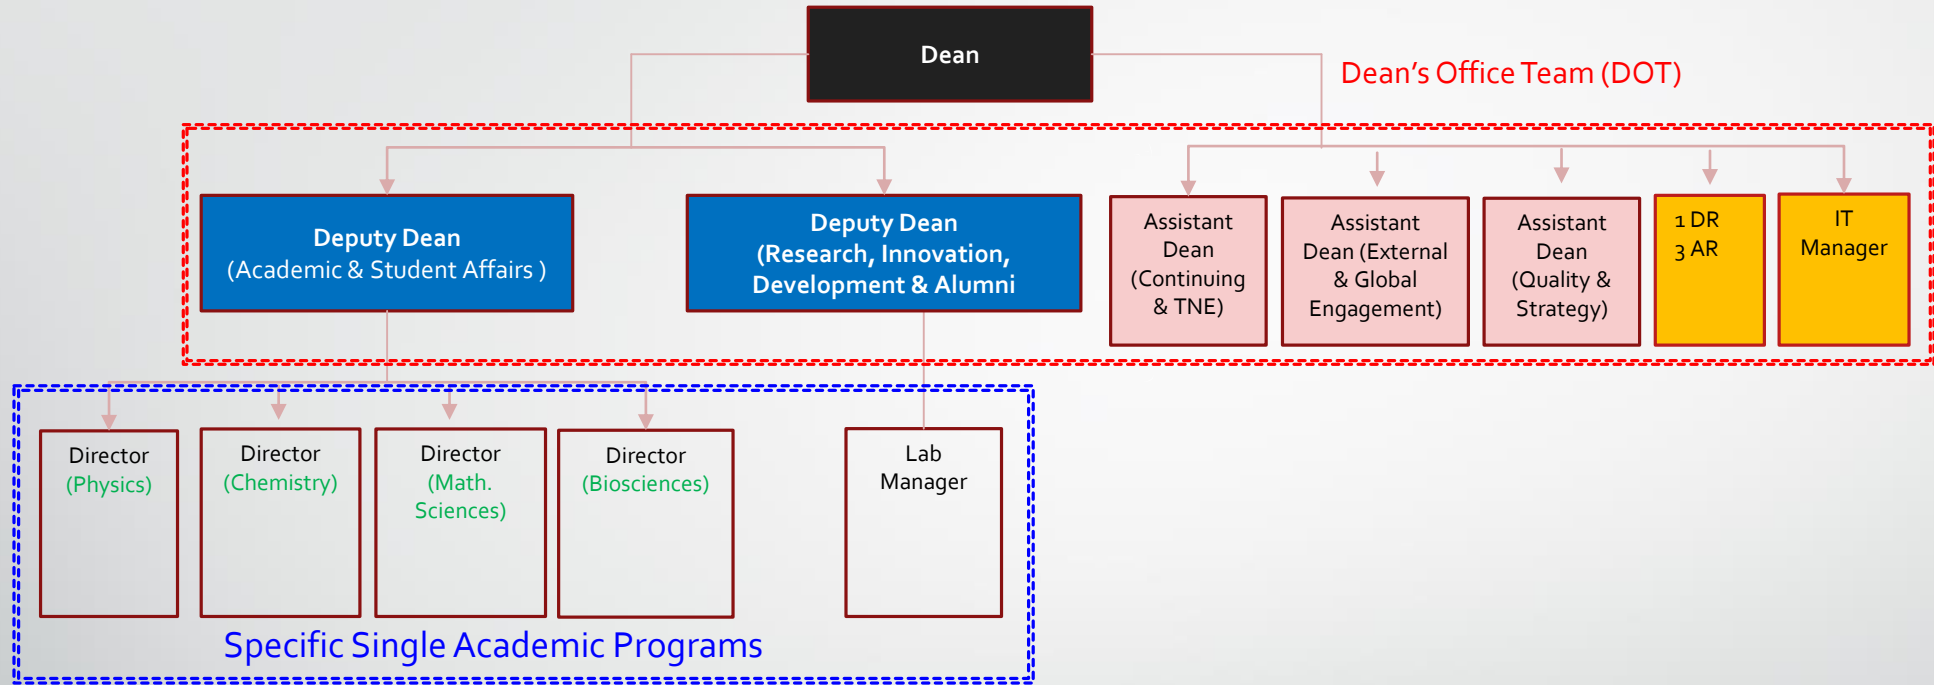 Dean
Dean's Office Team (DOT)
Deputy Dean
(Academic & Student Affairs )
Deputy Dean
(Research, Innovation,
Development & Alumni
Assistant
Dean
(Continuing
& TNE)
Assistant
Dean (External
& Global
Engagement)
Assistant
Dean
(Quality &
Strategy)
1 DR
3 AR
IT
Manager
Director
(Physics)
Director
(Chemistry)
Director
(Math.
Sciences)
Director
(Biosciences)
Lab
Manager
Specific Single Academic Programs